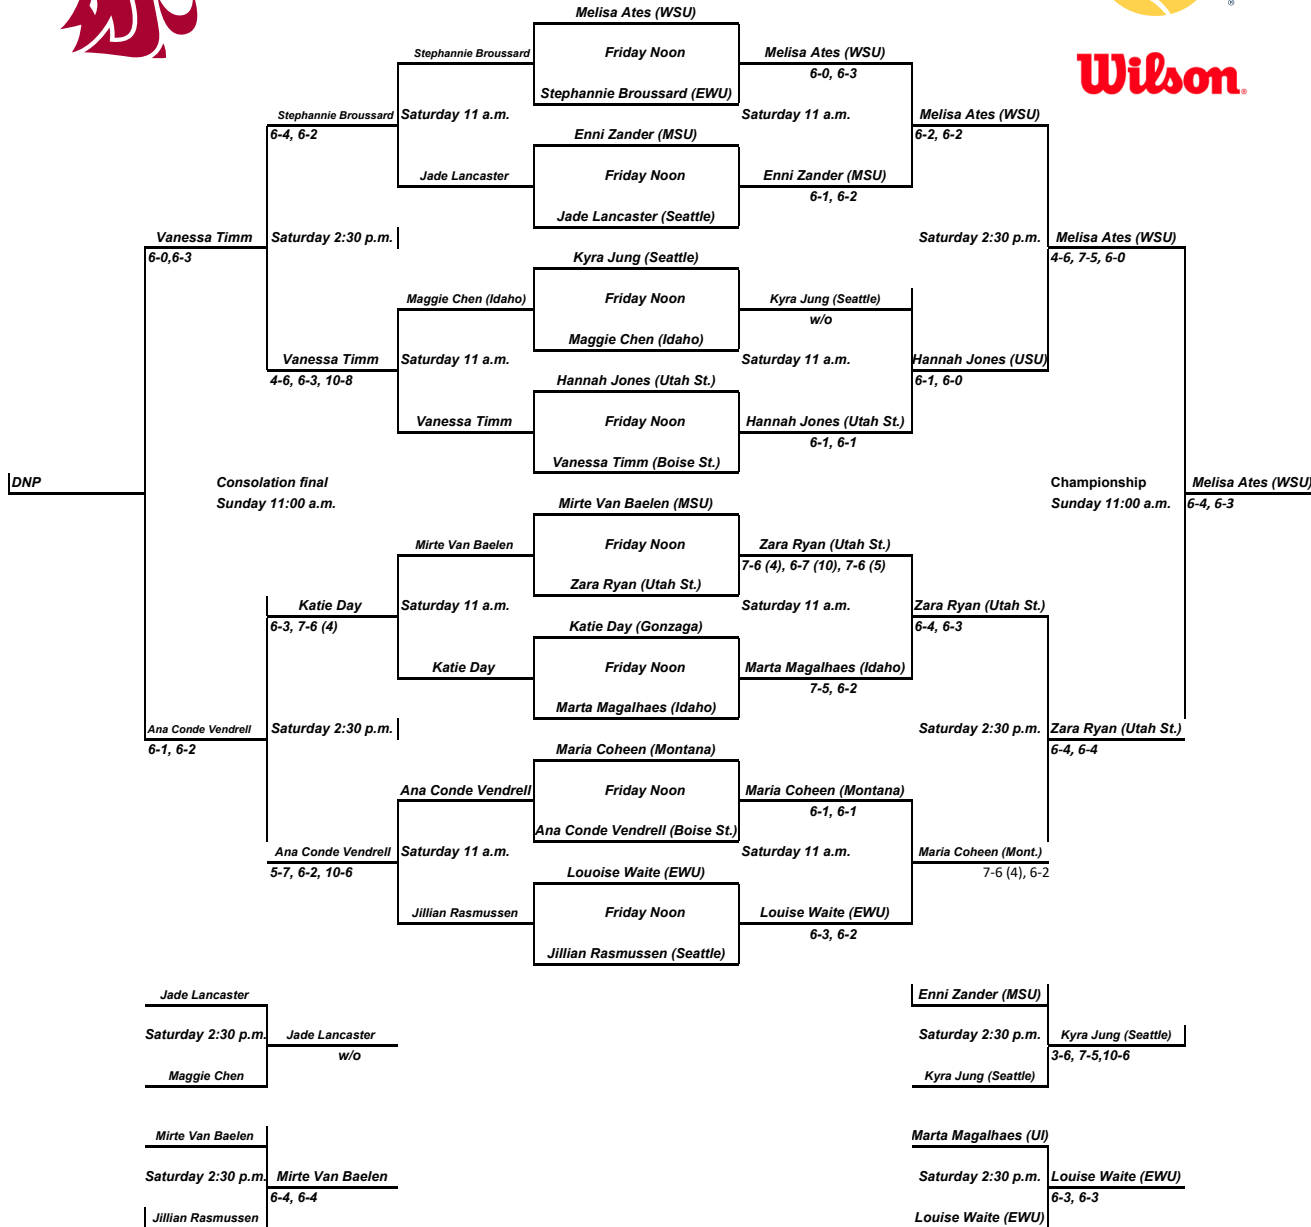 Melisa Ates (WSU)
Stephannie Broussard
Friday Noon
Melisa Ates (WSU)
6-0, 6-3
Wilson
Stephannie Broussard (EWU)
Stephannie Broussard
Saturday 11 a.m.
Saturday 11 a.m.
Melisa Ates (WSU)
6-4, 6-2
Enni Zander (MSU)
6-2, 6-2
Jade Lancaster
Friday Noon
Enni Zander (MSU)
6-1, 6-2
Jade Lancaster (Seattle)
Vanessa Timm
Saturday 2:30 p.m.
Saturday 2:30 p.m.
Melisa Ates (WSU)
6-0,6-3
Kyra Jung (Seattle)
4-6, 7-5, 6-0
Maggie Chen (Idaho)
Friday Noon
Kyra Jung (Seattle)
w/o
Maggie Chen (Idaho)
Vanessa Timm
Saturday 11 a.m.
Saturday 11 a.m.
Hannah Jones (USU)
4-6, 6-3, 10-8
Hannah Jones (Utah St.)
6-1, 6-0
Vanessa Timm
Friday Noon
Hannah Jones (Utah St.)
6-1, 6-1
Vanessa Timm (Boise St.)
DNP
Consolation final
Championship
Melisa Ates (WSU)
Sunday 11:00 a.m.
Mirte Van Baelen (MSU)
Sunday 11:00 a.m.
6-4, 6-3
Mirte Van Baelen
Friday Noon
Zara Ryan (Utah St.)
7-6 (4), 6-7 (10), 7-6 (5)
Zara Ryan (Utah St.)
Katie Day
Saturday 11 a.m.
Saturday 11 a.m.
Zara Ryan (Utah St.)
6-3, 7-6 (4)
Katie Day (Gonzaga)
6-4, 6-3
Katie Day
Friday Noon
Marta Magalhaes (Idaho)
7-5, 6-2
Marta Magalhaes (Idaho)
Ana Conde Vendrell
Saturday 2:30 p.m.
Saturday 2:30 p.m.
Zara Ryan (Utah St.)
6-1, 6-2
Maria Coheen (Montana)
6-4, 6-4
Ana Conde Vendrell
Friday Noon
Maria Coheen (Montana)
6-1, 6-1
Ana Conde Vendrell (Boise St.)
Ana Conde Vendrell
Saturday 11 a.m.
Saturday 11 a.m.
Maria Coheen (Mont.)
5-7, 6-2, 10-6
Louoise Waite (EWU)
7-6 (4), 6-2
Jillian Rasmussen
Friday Noon
Louise Waite (EWU)
6-3, 6-2
Jillian Rasmussen (Seattle)
Jade Lancaster
Enni Zander (MSU)
Saturday 2:30 p.m.
Jade Lancaster
Saturday 2:30 p.m.
Kyra Jung (Seattle)
w/o
3-6, 7-5,10-6
Maggie Chen
Kyra Jung (Seattle)
Mirte Van Baelen
Marta Magalhaes (UI)
Saturday 2:30 p.m.
Mirte Van Baelen
Saturday 2:30 p.m.
Louise Waite (EWU)
6-4, 6-4
6-3, 6-3
Jillian Rasmussen
Louise Waite (EWU)